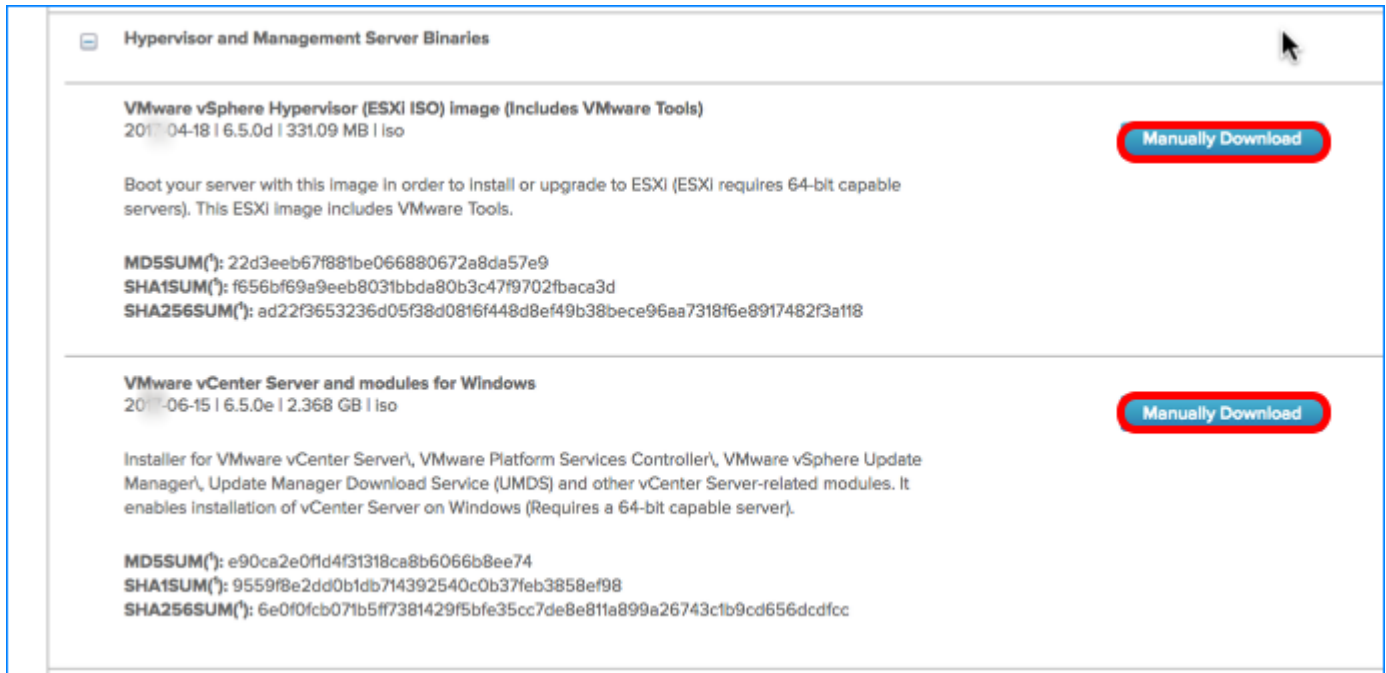 Hypervisor and Management Server Binaries
VMware vSphere Hypervisor (ESXi ISO) image (Includes VMware Tools)
-04-18 | 6.5.0d | 331.09 MB | iso
Manually Download
Boot your server with this image in order to install or upgrade to ESXi (ESXi requires 64-bit capable
servers). This ESXi image includes VMware Tools.
MD5SUM(¹): 22d3eeb67f881be066880672a8da57e9
SHA1SUM(¹): f656bf69a9eeb8031bbda80b3c47f9702fbaca3d
SHA256SUM(¹): ad22f3653236d05f38d0816f448d8ef49b38bece96aa7318f6e8917482f3a118
VMware vCenter Server and modules for Windows
-06-15 | 6.5.0e | 2.368 GB | iso
Manually Download
Installer for VMware vCenter Server\, VMware Platform Services Controller\, VMware vSphere Update
Manager\, Update Manager Download Service (UMDS) and other vCenter Server-related modules. It
enables installation of vCenter Server on Windows (Requires a 64-bit capable server).
MD5SUM(¹): e90ca2e0f1d4f31318ca8b6066b8ee74
SHA1SUM(¹): 9559f8e2dd0b1db714392540c0b37feb3858ef98
SHA256SUM(¹): 6e0f0fcb071b5ff7381429f5bfe35cc7de8e811a899a26743c1b9cd656dcdfcc